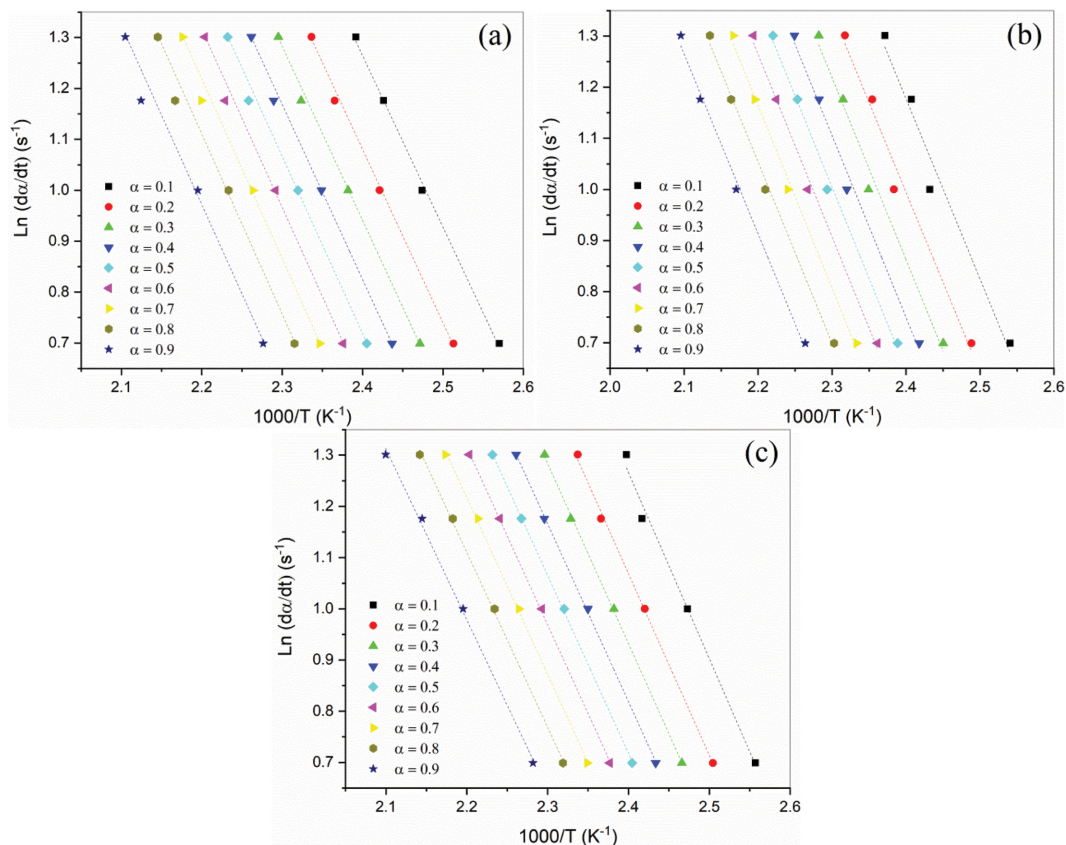 (a)
Ln (dα/dt) (s⁻¹)
1.3
1.2
1.1
1.0
0.9
0.8
0.7
α = 0.1
α = 0.2
α = 0.3
α = 0.4
α = 0.5
α = 0.6
α = 0.7
α = 0.8
α = 0.9
2.1 2.2 2.3 2.4 2.5 2.6
1000/T (K⁻¹)
(b)
Ln (dα/dt) (s⁻¹)
1.3
1.2
1.1
1.0
0.9
0.8
0.7
α = 0.1
α = 0.2
α = 0.3
α = 0.4
α = 0.5
α = 0.6
α = 0.7
α = 0.8
α = 0.9
2.0 2.1 2.2 2.3 2.4 2.5 2.6
1000/T (K⁻¹)
(c)
Ln (dα/dt) (s⁻¹)
1.3
1.2
1.1
1.0
0.9
0.8
0.7
α = 0.1
α = 0.2
α = 0.3
α = 0.4
α = 0.5
α = 0.6
α = 0.7
α = 0.8
α = 0.9
2.1 2.2 2.3 2.4 2.5 2.6
1000/T (K⁻¹)